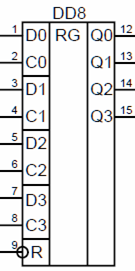 DD8
1 D0 RG Q0 12
2 C0 Q1 13
3 D1 Q2 14
4 C1 Q3 15
5 D2
6 C2
7 D3
8 C3
9 R